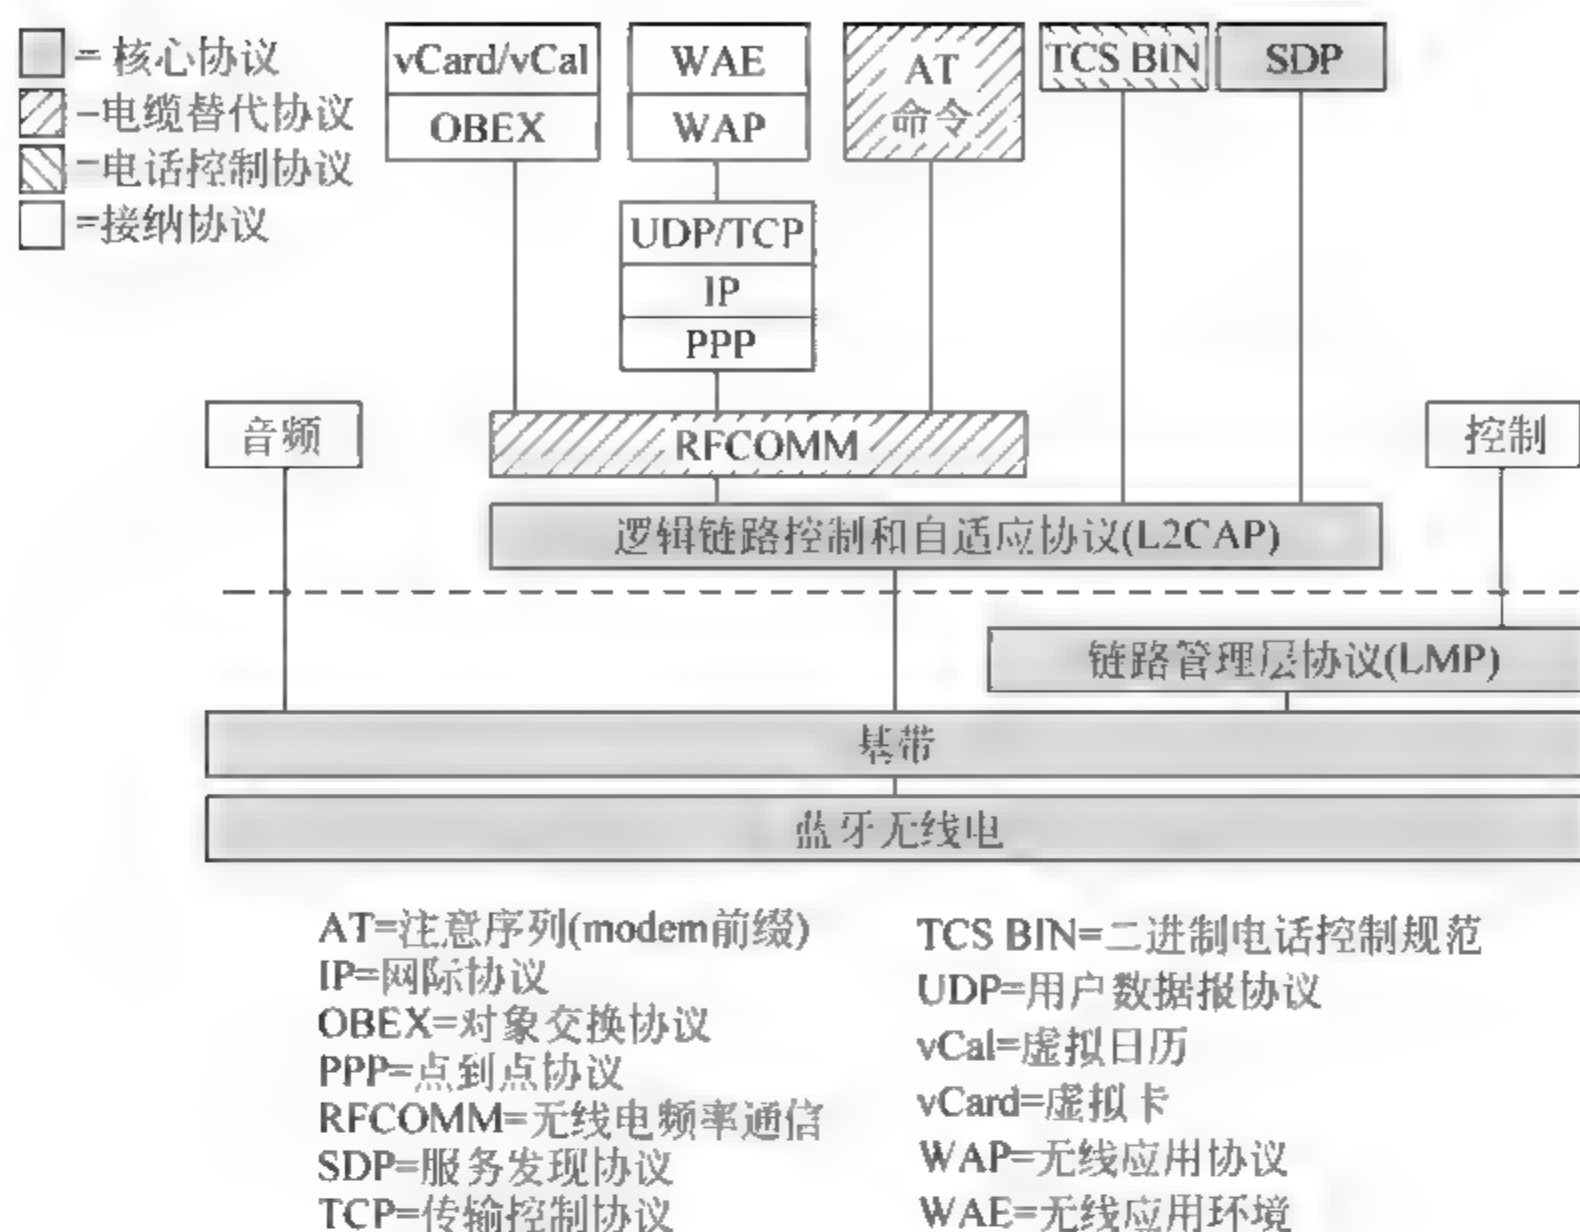 = 核心协议
=电缆替代协议
=电话控制协议
=接纳协议
vCard/vCal
OBEX
WAE
WAP
UDP/TCP
IP
PPP
AT
命令
TCS BIN
SDP
音频
RFCOMM
控制
逻辑链路控制和自适应协议(L2CAP)
链路管理层协议(LMP)
基带
蓝牙无线电
AT=注意序列(modem前缀)
IP=网际协议
OBEX=对象交换协议
PPP=点到点协议
RFCOMM=无线电频率通信
SDP=服务发现协议
TCP=传输控制协议
TCS BIN=二进制电话控制规范
UDP=用户数据报协议
vCal=虚拟日历
vCard=虚拟卡
WAP=无线应用协议
WAE=无线应用环境